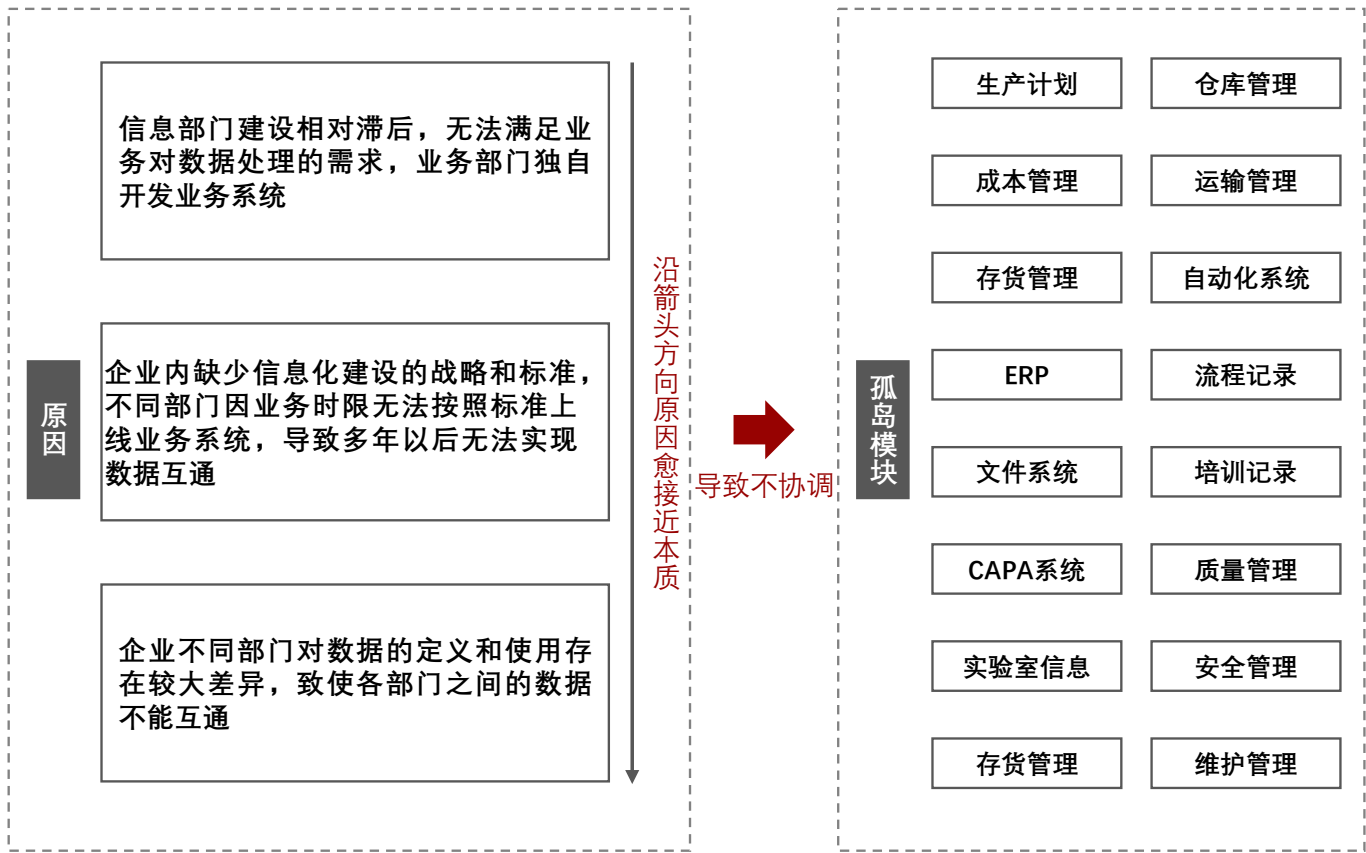 原因
信息部门建设相对滞后，无法满足业
务对数据处理的需求，业务部门独自
开发业务系统
企业内缺少信息化建设的战略和标准，
不同部门因业务时限无法按照标准上
线业务系统，导致多年以后无法实现
数据互通
企业不同部门对数据的定义和使用存
在较大差异，致使各部门之间的数据
不能互通
沿箭头方向原因愈接近本质
导致不协调
孤岛模块
生产计划
仓库管理
成本管理
运输管理
存货管理
自动化系统
ERP
流程记录
文件系统
培训记录
CAPA系统
质量管理
实验室信息
安全管理
存货管理
维护管理